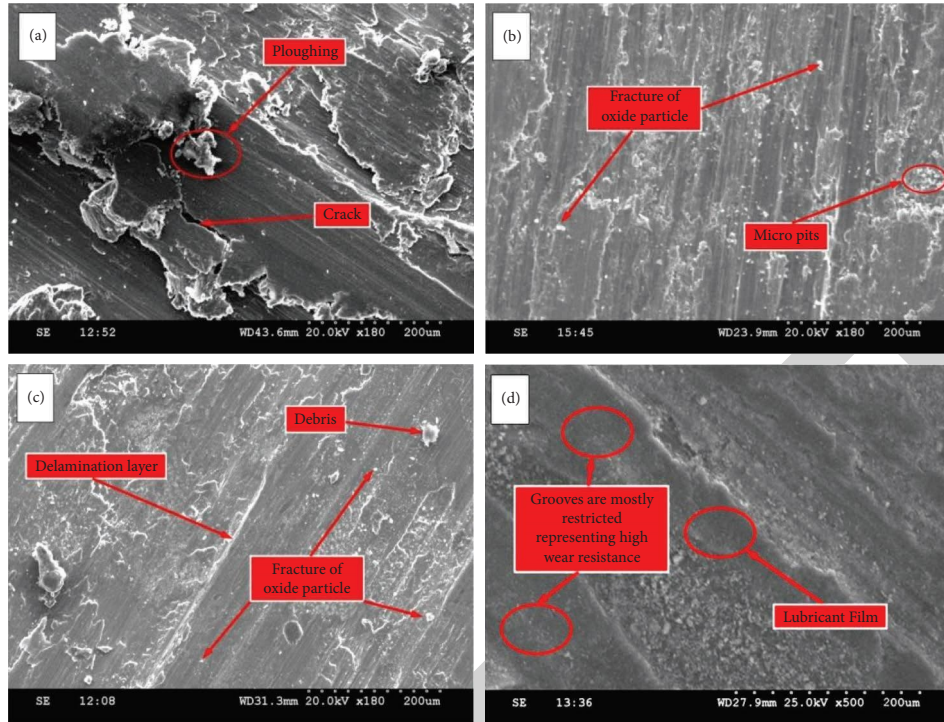 (a)
Ploughing
Crack
SE 12:52 WD43.6mm 20.0kV x180 200um
(b)
Fracture of
oxide particle
Micro pits
SE 15:45 WD23.9mm 20.0kV x180 200um
(c)
Debris
Delamination layer
Fracture of
oxide particle
SE 12:08 WD31.3mm 20.0kV x180 200um
(d)
Grooves are mostly
restricted
representing high
wear resistance
Lubricant Film
SE 13:36 WD27.9mm 25.0kV x500 200um